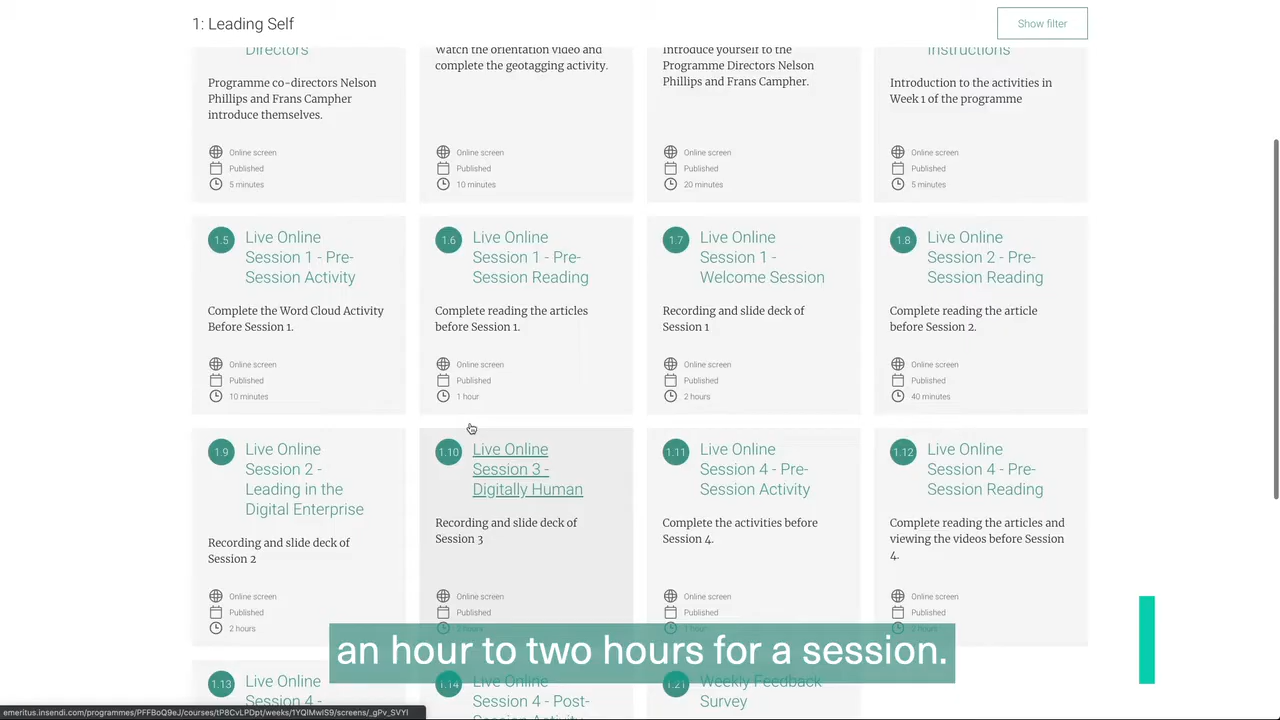 1: Leading Self
Show filter
Directors
Programme co-directors Nelson
Phillips and Frans Campher
introduce themselves.
Online screen
Published
5 minutes
Watch the orientation video and
complete the geotagging activity.
Online screen
Published
10 minutes
Introduce yourself to the
Programme Directors Nelson
Phillips and Frans Campher.
Online screen
Published
20 minutes
Instructions
Introduction to the activities in
Week 1 of the programme
Online screen
Published
5 minutes
1.5
Live Online
Session 1 - Pre-
Session Activity
Complete the Word Cloud Activity
Before Session 1.
Online screen
Published
10 minutes
1.6
Live Online
Session 1 - Pre-
Session Reading
Complete reading the articles
before Session 1.
Online screen
Published
1 hour
1.7
Live Online
Session 1 -
Welcome Session
Recording and slide deck of
Session 1
Online screen
Published
2 hours
1.8
Live Online
Session 2 - Pre-
Session Reading
Complete reading the article
before Session 2.
Online screen
Published
40 minutes
1.9
Live Online
Session 2 -
Leading in the
Digital Enterprise
Recording and slide deck of
Session 2
Online screen
Published
2 hours
1.10
Live Online
Session 3 -
Digitally Human
Recording and slide deck of
Session 3
Online screen
Published
1.11
Live Online
Session 4 - Pre-
Session Activity
Complete the activities before
Session 4.
Online screen
Published
1 hour
1.12
Live Online
Session 4 - Pre-
Session Reading
Complete reading the articles and
viewing the videos before Session
4.
Online screen
Published
2 hours
an hour to two hours for a session.
1.13
Live Online
Session 4 -
1.14
Live Online
Session 4 - Post-
Session Activity
1.21
Weekly Feedback
Survey